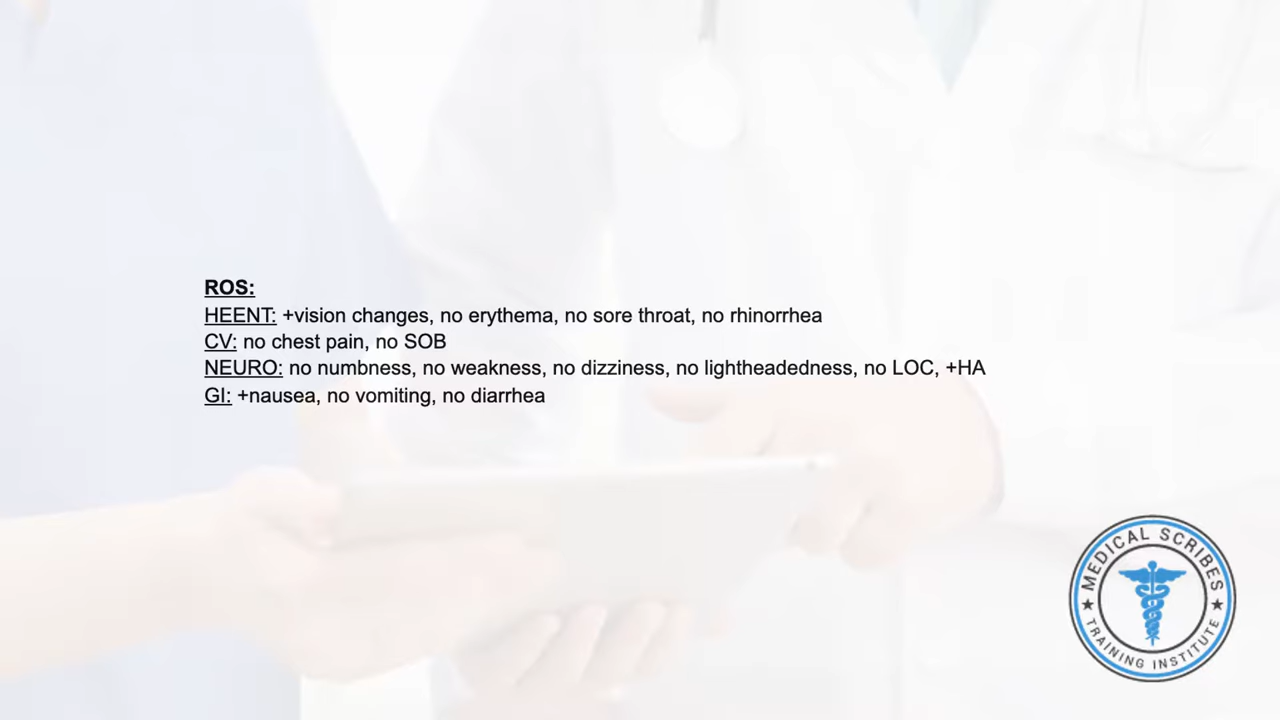 ROS:
HEENT: +vision changes, no erythema, no sore throat, no rhinorrhea
CV: no chest pain, no SOB
NEURO: no numbness, no weakness, no dizziness, no lightheadedness, no LOC, +HA
GI: +nausea, no vomiting, no diarrhea
MEDICAL SCRIBES
TRAINING INSTITUTE